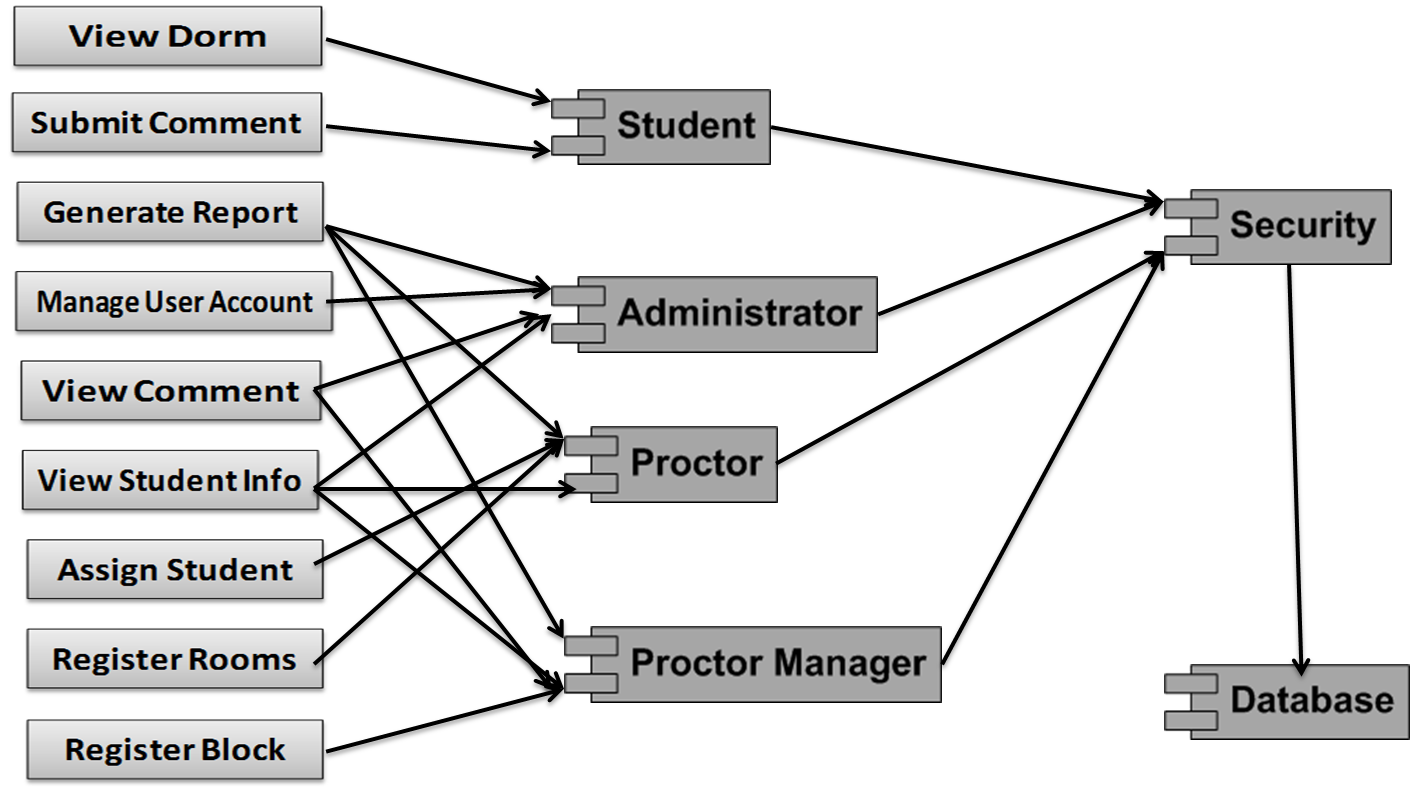 View Dorm
Submit Comment
Generate Report
Manage User Account
View Comment
View Student Info
Assign Student
Register Rooms
Register Block
Student
Administrator
Proctor
Proctor Manager
Security
Database